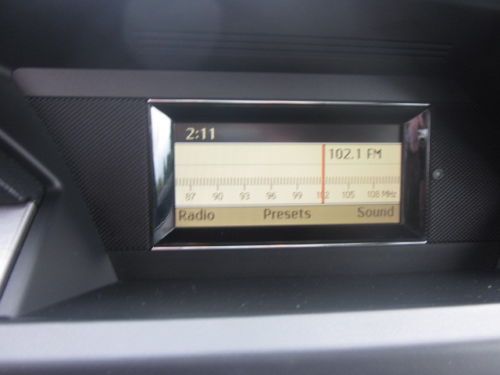 2:11
102.1 FM
87 90 93 96 99 102 105 108 MHz
Radio Presets Sound